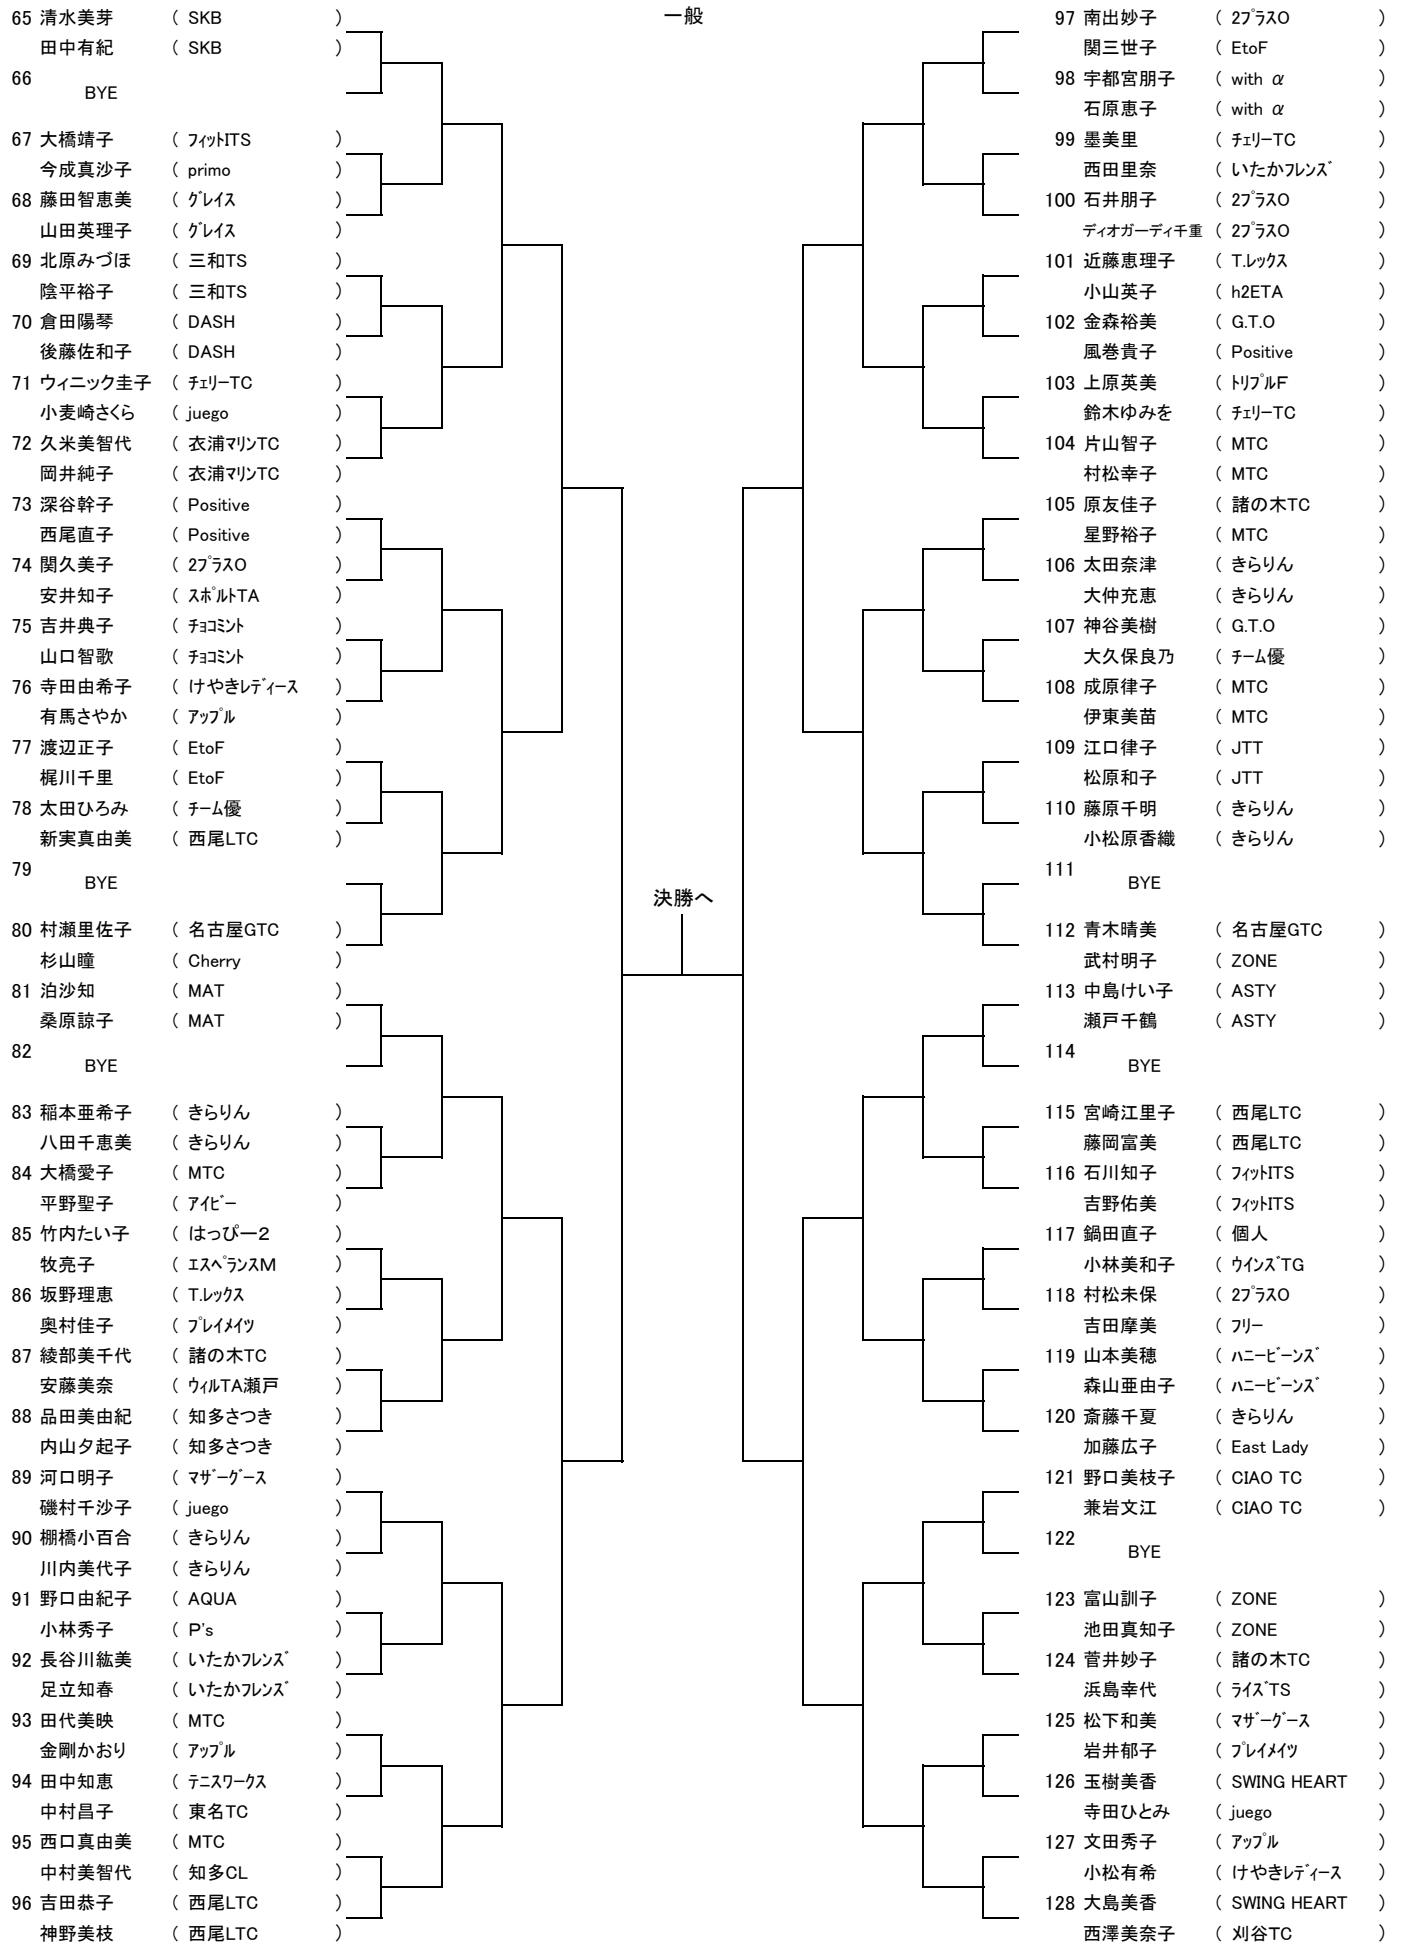 一般
65 清水美芽 ( SKB )
田中有紀 ( SKB )
66
BYE
67 大橋靖子 ( ﾌｨｯﾄITS )
今成真沙子 ( primo )
68 藤田智恵美 ( ｸﾞﾚイス )
山田英理子 ( ｸﾞﾚイス )
69 北原みづほ ( 三和TS )
陰平裕子 ( 三和TS )
70 倉田陽琴 ( DASH )
後藤佐和子 ( DASH )
71 ウィニック圭子 ( ﾁｪﾘｰTC )
小麦崎さくら ( juego )
72 久米美智代 ( 衣浦ﾏﾘﾝTC )
岡井純子 ( 衣浦ﾏﾘﾝTC )
73 深谷幹子 ( Positive )
西尾直子 ( Positive )
74 関久美子 ( 2ﾌﾟﾗｽO )
安井知子 ( ｽﾎﾟﾙﾄTA )
75 吉井典子 ( ﾁｮｺﾐﾝﾄ )
山口智歌 ( ﾁｮｺﾐﾝﾄ )
76 寺田由希子 ( けやきﾚﾃﾞｨｰｽ )
有馬さやか ( ｱｯﾌﾟﾙ )
77 渡辺正子 ( EtoF )
梶川千里 ( EtoF )
78 太田ひろみ ( ﾁｰﾑ優 )
新実真由美 ( 西尾LTC )
79
BYE
80 村瀬里佐子 ( 名古屋GTC )
杉山瞳 ( Cherry )
81 泊沙知 ( MAT )
桑原諒子 ( MAT )
82
BYE
83 稲本亜希子 ( きらりん )
八田千恵美 ( きらりん )
84 大橋愛子 ( MTC )
平野聖子 ( ｱｲﾋﾞｰ )
85 竹内たい子 ( はっぴー2 )
牧亮子 ( ｴｽﾍﾟﾗﾝｽM )
86 坂野理恵 ( T.ﾚｯｸｽ )
奥村佳子 ( ﾌﾟﾚｲﾒｲﾂ )
87 綾部美千代 ( 諸の木TC )
安藤美奈 ( ｳｨﾙTA瀬戸 )
88 品田美由紀 ( 知多さつき )
内山夕起子 ( 知多さつき )
89 河口明子 ( ﾏｻﾞｰｸﾞｰｽ )
磯村千沙子 ( juego )
90 棚橋小百合 ( きらりん )
川内美代子 ( きらりん )
91 野口由紀子 ( AQUA )
小林秀子 ( P's )
92 長谷川紘美 ( いたかﾌﾚﾝｽﾞ )
足立知春 ( いたかﾌﾚﾝｽﾞ )
93 田代美映 ( MTC )
金剛かおり ( ｱｯﾌﾟﾙ )
94 田中知恵 ( ﾃﾆｽﾜｰｸｽ )
中村昌子 ( 東名TC )
95 西口真由美 ( MTC )
中村美智代 ( 知多CL )
96 吉田恭子 ( 西尾LTC )
神野美枝 ( 西尾LTC )
決勝へ
97 南出妙子 ( 2ﾌﾟﾗｽO )
関三世子 ( EtoF )
98 宇都宮朋子 ( with α )
石原恵子 ( with α )
99 墨美里 ( ﾁｪﾘｰTC )
西田里奈 ( いたかﾌﾚﾝｽﾞ )
100 石井朋子 ( 2ﾌﾟﾗｽO )
ディオガーディ千重 ( 2ﾌﾟﾗｽO )
101 近藤恵理子 ( T.ﾚｯｸｽ )
小山英子 ( h2ETA )
102 金森裕美 ( G.T.O )
風巻貴子 ( Positive )
103 上原英美 ( ﾄﾘﾌﾟﾙF )
鈴木ゆみを ( ﾁｪﾘｰTC )
104 片山智子 ( MTC )
村松幸子 ( MTC )
105 原友佳子 ( 諸の木TC )
星野裕子 ( MTC )
106 太田奈津 ( きらりん )
大仲充恵 ( きらりん )
107 神谷美樹 ( G.T.O )
大久保良乃 ( ﾁｰﾑ優 )
108 成原律子 ( MTC )
伊東美苗 ( MTC )
109 江口律子 ( JTT )
松原和子 ( JTT )
110 藤原千明 ( きらりん )
小松原香織 ( きらりん )
111
BYE
112 青木晴美 ( 名古屋GTC )
武村明子 ( ZONE )
113 中島けい子 ( ASTY )
瀬戸千鶴 ( ASTY )
114
BYE
115 宮崎江里子 ( 西尾LTC )
藤岡富美 ( 西尾LTC )
116 石川知子 ( ﾌｨｯﾄITS )
吉野佑美 ( ﾌｨｯﾄITS )
117 鍋田直子 ( 個人 )
小林美和子 ( ｳインｽﾞTG )
118 村松未保 ( 2ﾌﾟﾗｽO )
吉田摩美 ( ﾌﾘｰ )
119 山本美穂 ( ﾊﾆｰﾋﾞｰﾝｽﾞ )
森山亜由子 ( ﾊﾆｰﾋﾞｰﾝｽﾞ )
120 斎藤千夏 ( きらりん )
加藤広子 ( East Lady )
121 野口美枝子 ( CIAO TC )
兼岩文江 ( CIAO TC )
122
BYE
123 富山訓子 ( ZONE )
池田真知子 ( ZONE )
124 菅井妙子 ( 諸の木TC )
浜島幸代 ( ﾗｲｽﾞTS )
125 松下和美 ( ﾏｻﾞｰｸﾞｰｽ )
岩井郁子 ( ﾌﾟﾚｲﾒｲﾂ )
126 玉樹美香 ( SWING HEART )
寺田ひとみ ( juego )
127 文田秀子 ( ｱｯﾌﾟﾙ )
小松有希 ( けやきﾚﾃﾞｨｰｽ )
128 大島美香 ( SWING HEART )
西澤美奈子 ( 刈谷TC )